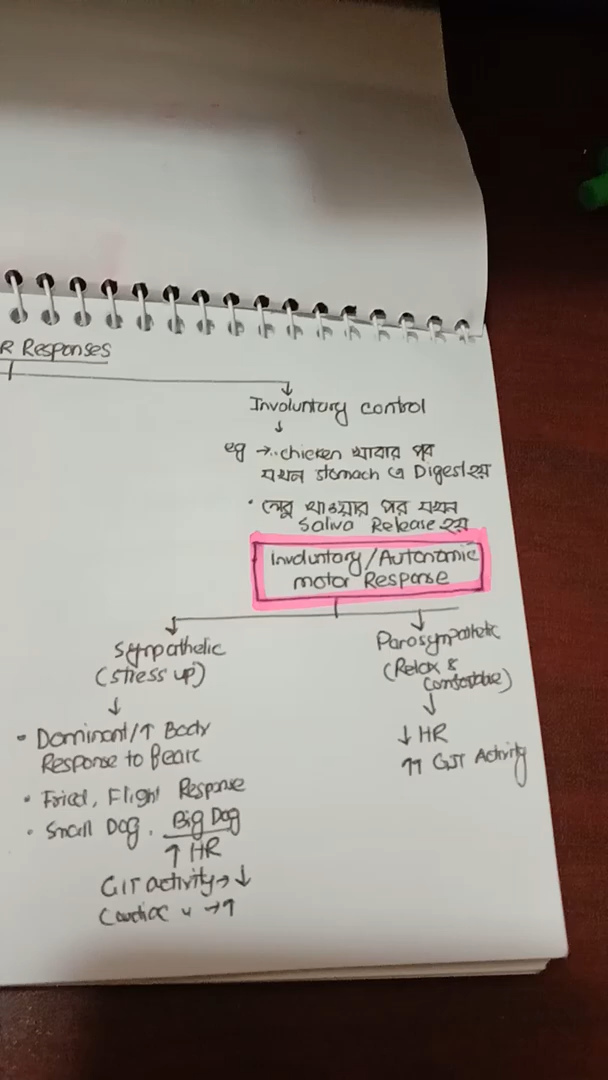 R Responses
Involuntary control
eg → chicken খাবার পর
যখন stomach এ Digest হয়
• লেবু খাওয়ার পর যখন
Saliva Release হয়
Involuntary/Autonomic
motor Response
Sympathetic
(stress up)
• Dominant/↑ Body
Response to
• Flight Response
• Small Dog, Big Dog
↑ HR
GIT activity → ↓
Cardiac " → ↑
Parasympathetic
(Relax &
Comfortable)
↓ HR
↑↑ GIT Activity